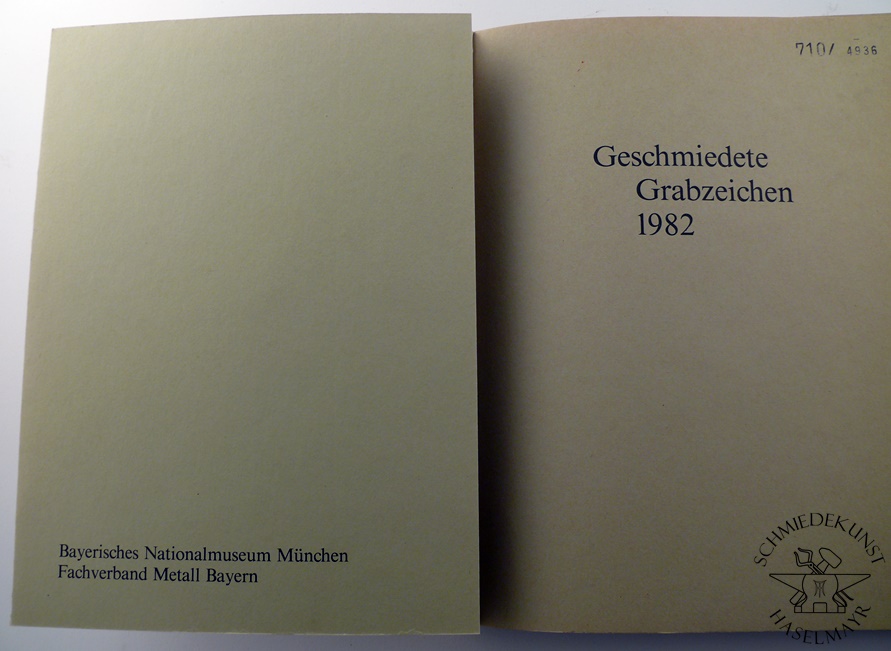 Bayerisches Nationalmuseum München
Fachverband Metall Bayern
710/ 4936
Geschmiedete
Grabzeichen
1982
SCHMIEDEKUNST
HASELMAYR